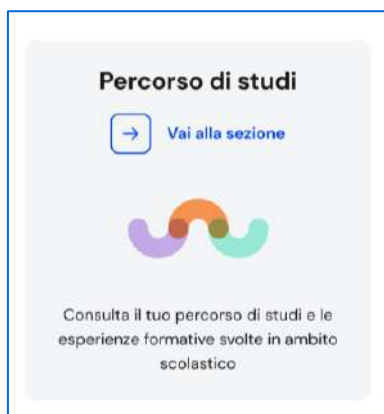 Percorso di studi
Vai alla sezione
Consulta il tuo percorso di studi e le
esperienze formative svolte in ambito
scolastico